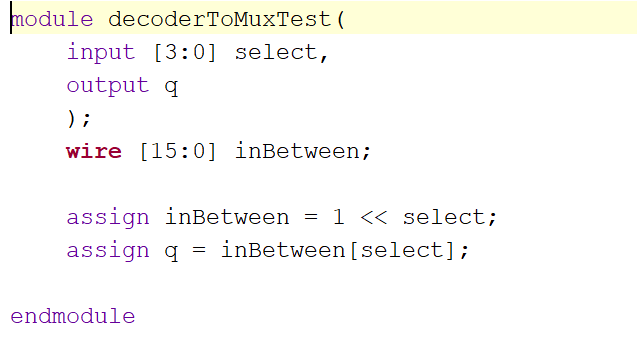 module decoderToMuxTest(
    input [3:0] select,
    output q
    );
    wire [15:0] inBetween;

    assign inBetween = 1 << select;
    assign q = inBetween[select];

endmodule